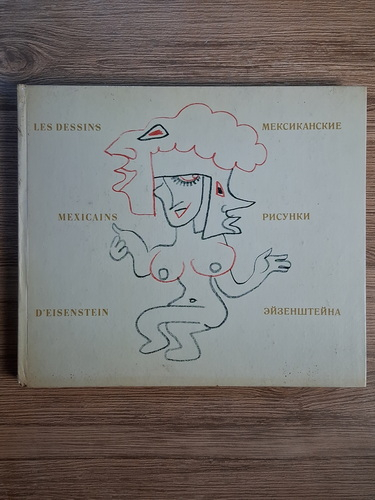 LES DESSINS МЕКСИКАНСКИЕ
MEXICAINS РИСУНКИ
D'EISENSTEIN ЭЙЗЕНШТЕЙНА